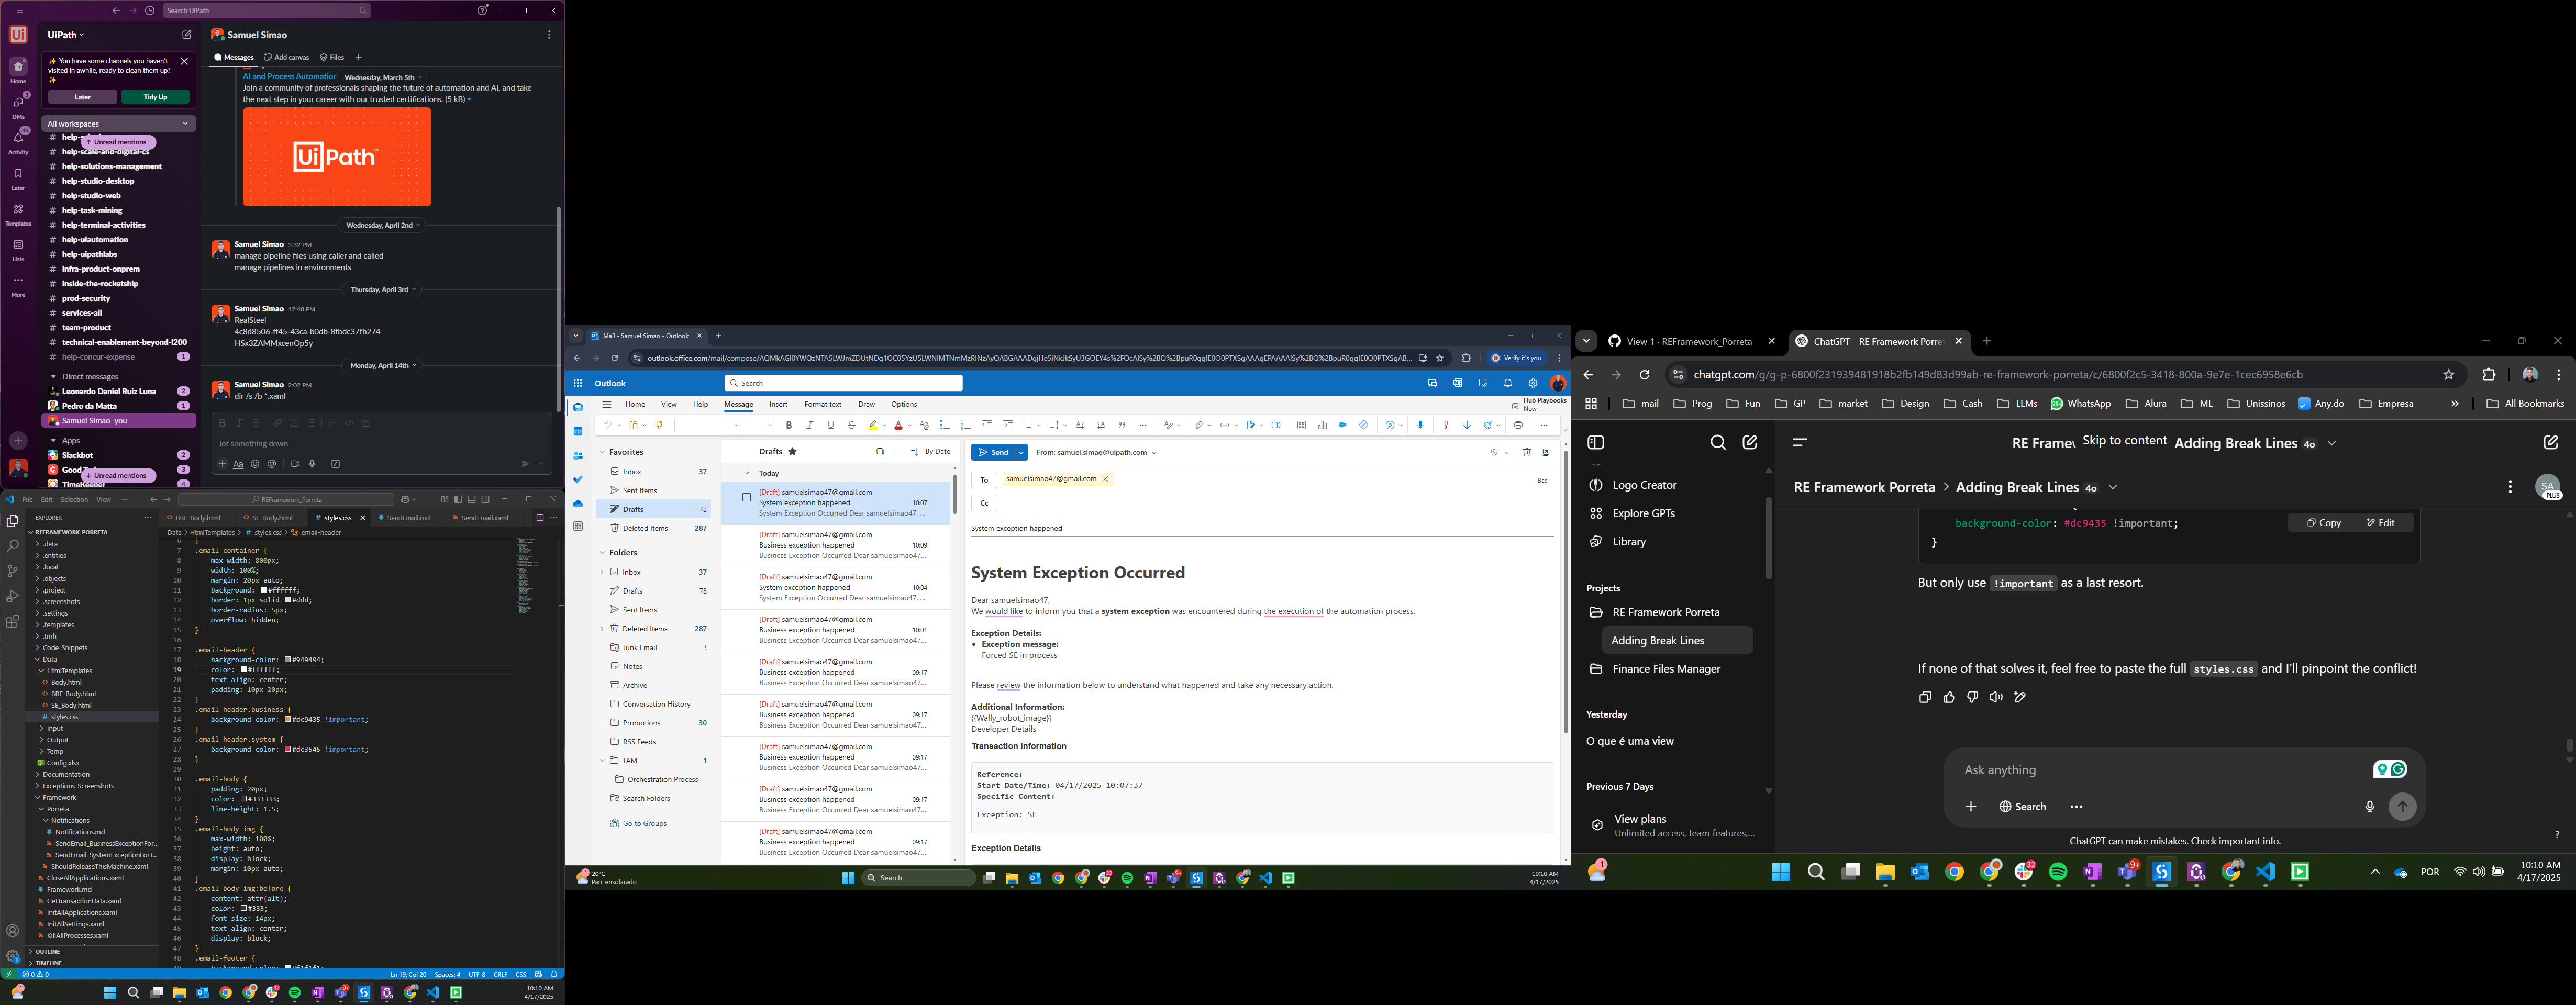 Search UiPath
UiPath
You have some channels you haven't
visited in awhile, ready to clean them up?
Later
Tidy Up
All workspaces
Unread mentions
# help-scale-and-digital-cs
# help-solutions-management
# help-studio-desktop
# help-studio-web
# help-task-mining
# help-terminal-activities
# help-uiautomation
# help-uipathlabs
# infra-product-onprem
# inside-the-rocketship
# prod-security
# services-all
# team-product
# technical-enablement-beyond-l200
# help-concur-expense 1
Direct messages
Leonardo Daniel Ruiz Luna 2
Pedro da Matta 1
Samuel Simao you
Apps
Slackbot 2
Unread mentions
Home
DMs
Activity
Later
Templates
Lists
More
Samuel Simao
Messages Add canvas Files
AI and Process Automation
Wednesday, March 5th
Join a community of professionals shaping the future of automation and AI, and take
the next step in your career with our trusted certifications. (5 kB)
UiPath
Wednesday, April 2nd
Samuel Simao 5:32 PM
manage pipeline files using caller and called
manage pipelines in environments
Thursday, April 3rd
Samuel Simao 12:48 PM
RealSteel
4c8d8506-ff45-43ca-b0db-8fbdc37fb274
HSx3ZAMMxcenOp5y
Monday, April 14th
Samuel Simao 2:02 PM
dir /s /b *.xaml
Jot something down
File Edit Selection View
REFramework_Porreta
EXPLORER
REFRAMEWORK_PORRETA
.data
.entities
.local
.objects
.project
.screenshots
.settings
.templates
.tmh
Code_Snippets
Data
HtmlTemplates
Body.html
BRE_Body.html
SE_Body.html
styles.css
Input
Output
Temp
Config.xlsx
Documentation
Exceptions_Screenshots
Framework
Porreta
Notifications
Notifications.md
SendEmail_BusinessExceptionFor...
SendEmail_SystemExceptionForT...
ShouldReleaseThisMachine.xaml
CloseAllApplications.xaml
Framework.md
GetTransactionData.xaml
InitAllApplications.xaml
InitAllSettings.xaml
KillAllProcesses.xaml
OUTLINE
TIMELINE
BRE_Body.html SE_Body.html styles.css SendEmail.md SendEmail.xaml
Data > HtmlTemplates > styles.css > .email-header
6 }
7 .email-container {
8 max-width: 800px;
9 width: 100%;
10 margin: 20px auto;
11 background: #ffffff;
12 border: 1px solid #ddd;
13 border-radius: 5px;
14 overflow: hidden;
15 }
16
17 .email-header {
18 background-color: #949494;
19 color: #ffffff;
20 text-align: center;
21 padding: 10px 20px;
22 }
23 .email-header.business {
24 background-color: #dc9435 !important;
25 }
26 .email-header.system {
27 background-color: #dc3545 !important;
28 }
29
30 .email-body {
31 padding: 20px;
32 color: #333333;
33 line-height: 1.5;
34 }
35 .email-body img {
36 max-width: 100%;
37 height: auto;
38 display: block;
39 margin: 10px auto;
40 }
41 .email-body img:before {
42 content: attr(alt);
43 color: #333;
44 font-size: 14px;
45 text-align: center;
46 display: block;
47 }
48 .email-footer {
Ln 19, Col 20 Spaces: 4 UTF-8 CRLF CSS
10:10 AM
4/17/2025
Mail - Samuel Simao - Outlook
Verify it's you
Outlook
Search
Home View Help Message Insert Format text Draw Options
Hub Playbooks
Now
Favorites
Inbox 37
Sent Items
Drafts 78
Deleted Items 287
Folders
Inbox 37
Drafts 78
Sent Items
Deleted Items 287
Junk Email 3
Notes
Archive
Conversation History
Promotions 30
RSS Feeds
TAM 1
Orchestration Process
Search Folders
Go to Groups
Drafts
By Date
Today
[Draft] samuelsimao47@gmail.com
System exception happened 10:07
System Exception Occurred Dear samuelsimao47, ...
[Draft] samuelsimao47@gmail.com
Business exception happened 10:09
Business Exception Occurred Dear samuelsimao47...
[Draft] samuelsimao47@gmail.com
System exception happened 10:04
System Exception Occurred Dear samuelsimao47, ...
[Draft] samuelsimao47@gmail.com
Business exception happened 10:01
Business Exception Occurred Dear samuelsimao47...
[Draft] samuelsimao47@gmail.com
Business exception happened 09:17
Business Exception Occurred Dear samuelsimao47...
[Draft] samuelsimao47@gmail.com
Business exception happened 09:17
Business Exception Occurred Dear samuelsimao47...
[Draft] samuelsimao47@gmail.com
Business exception happened 09:17
Business Exception Occurred Dear samuelsimao47...
[Draft] samuelsimao47@gmail.com
Business exception happened 09:17
Business Exception Occurred Dear samuelsimao47...
[Draft] samuelsimao47@gmail.com
Business exception happened 09:17
Business Exception Occurred Dear samuelsimao47...
Send
From: samuel.simao@uipath.com
To samuelsimao47@gmail.com
Bcc
Cc
System exception happened
System Exception Occurred
Dear samuelsimao47,
We would like to inform you that a system exception was encountered during the execution of the automation process.
Exception Details:
• Exception message:
Forced SE in process
Please review the information below to understand what happened and take any necessary action.
Additional Information:
{{Wally_robot_image}}
Developer Details
Transaction Information
Reference:
Start Date/Time: 04/17/2025 10:07:37
Specific Content:
Exception: SE
Exception Details
20°C
Parc ensolarado
Search
10:10 AM
4/17/2025
View 1 · REFramework_Porreta
ChatGPT - RE Framework Porret
chatgpt.com/g/g-p-6800f231939481918b2fb149d83d99ab-re-framework-porreta/c/6800f2c5-3418-800a-9e7e-1cec6958e6cb
mail Prog Fun GP market Design Cash LLMs WhatsApp Alura ML Unissinos Any.do Empresa
All Bookmarks
Logo Creator
Explore GPTs
Library
Projects
RE Framework Porreta
Adding Break Lines
Finance Files Manager
Yesterday
O que é uma view
Previous 7 Days
View plans
Unlimited access, team features,...
RE Framew Skip to content Adding Break Lines 4o
RE Framework Porreta > Adding Break Lines 4o
SA
PLUS
background-color: #dc9435 !important;
}
Copy Edit
But only use !important as a last resort.
If none of that solves it, feel free to paste the full styles.css and I'll pinpoint the conflict!
Ask anything
Search
ChatGPT can make mistakes. Check important info.
?
POR
10:10 AM
4/17/2025